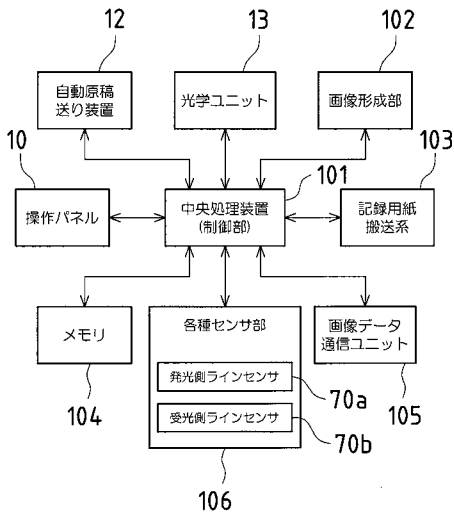 12
13
102
自動原稿
送り装置
光学ユニット
画像形成部
10
101
103
操作パネル
中央処理装置
(制御部)
記録用紙
搬送系
メモリ
各種センサ部
画像データ
通信ユニット
発光側ラインセンサ
受光側ラインセンサ
104
70a
105
70b
106